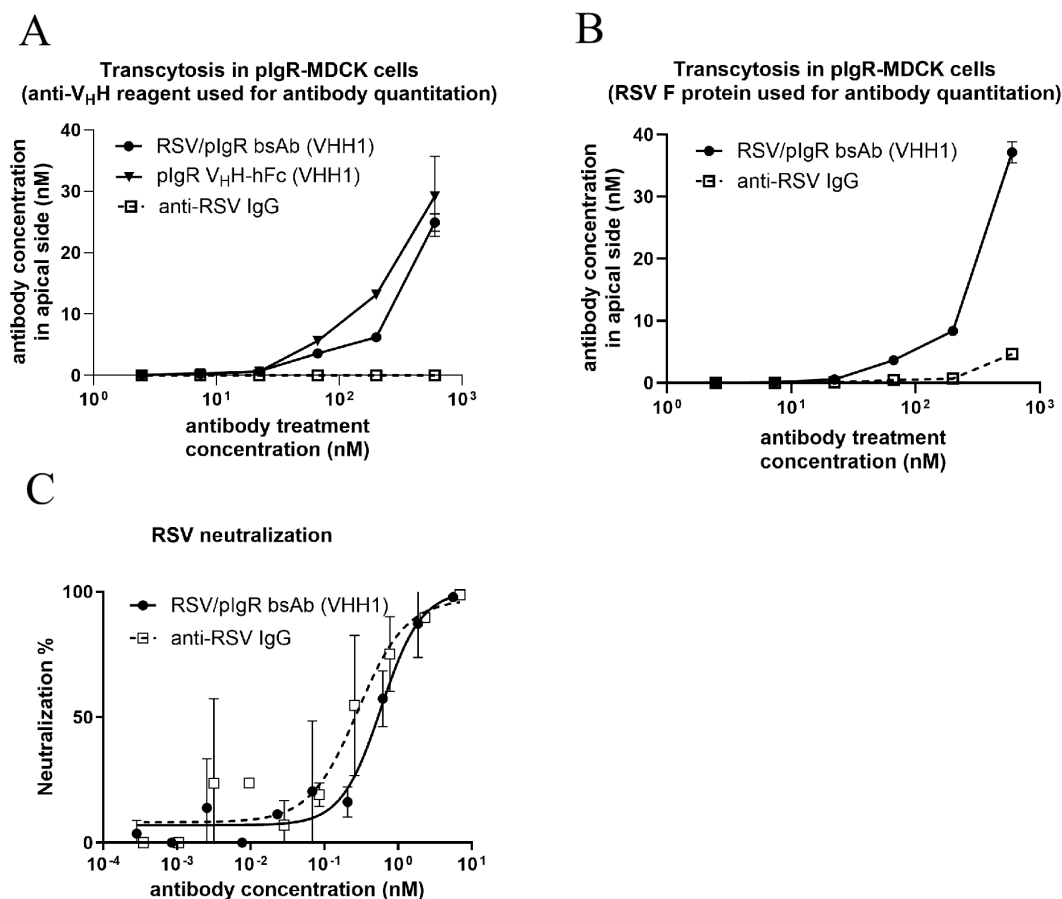 A
Transcytosis in pIgR-MDCK cells
(anti-VHH reagent used for antibody quantitation)
antibody concentration
in apical side (nM)
40
30
20
10
0
RSV/pIgR bsAb (VHH1)
pIgR VHH-hFc (VHH1)
anti-RSV IgG
10^0
10^1
10^2
10^3
antibody treatment
concentration (nM)
B
Transcytosis in pIgR-MDCK cells
(RSV F protein used for antibody quantitation)
antibody concentration
in apical side (nM)
40
30
20
10
0
RSV/pIgR bsAb (VHH1)
anti-RSV IgG
10^0
10^1
10^2
10^3
antibody treatment
concentration (nM)
C
RSV neutralization
Neutralization %
100
50
0
RSV/pIgR bsAb (VHH1)
anti-RSV IgG
10^-4
10^-3
10^-2
10^-1
10^0
10^1
antibody concentration (nM)